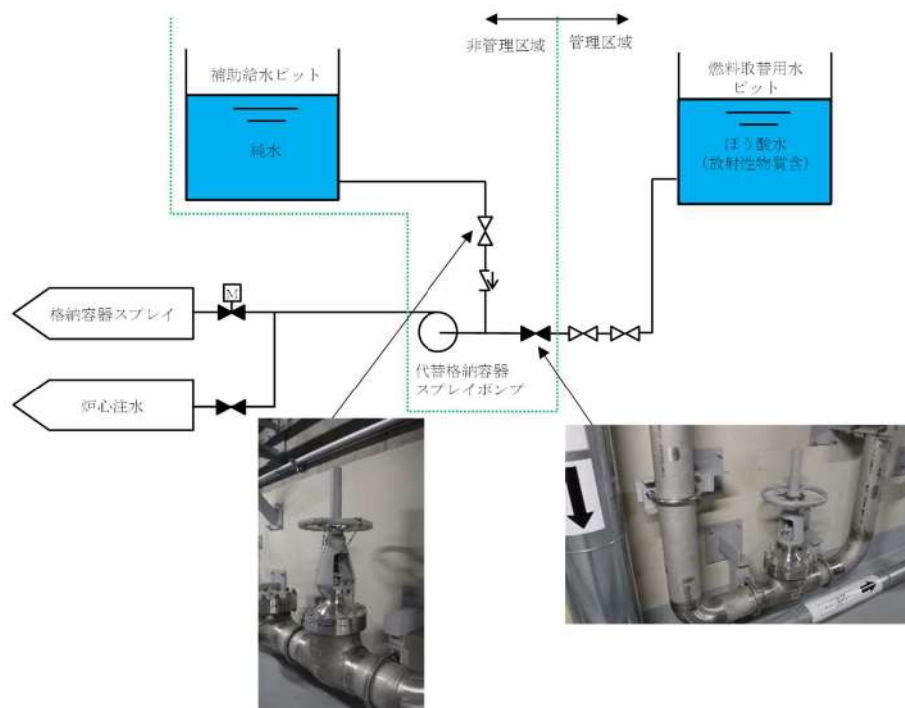 非管理区域
管理区域
補助給水ピット
純水
燃料取替用水
ピット
ほう酸水
（放射性物質含）
M
格納容器スプレイ
代替格納容器
スプレイポンプ
炉心注水